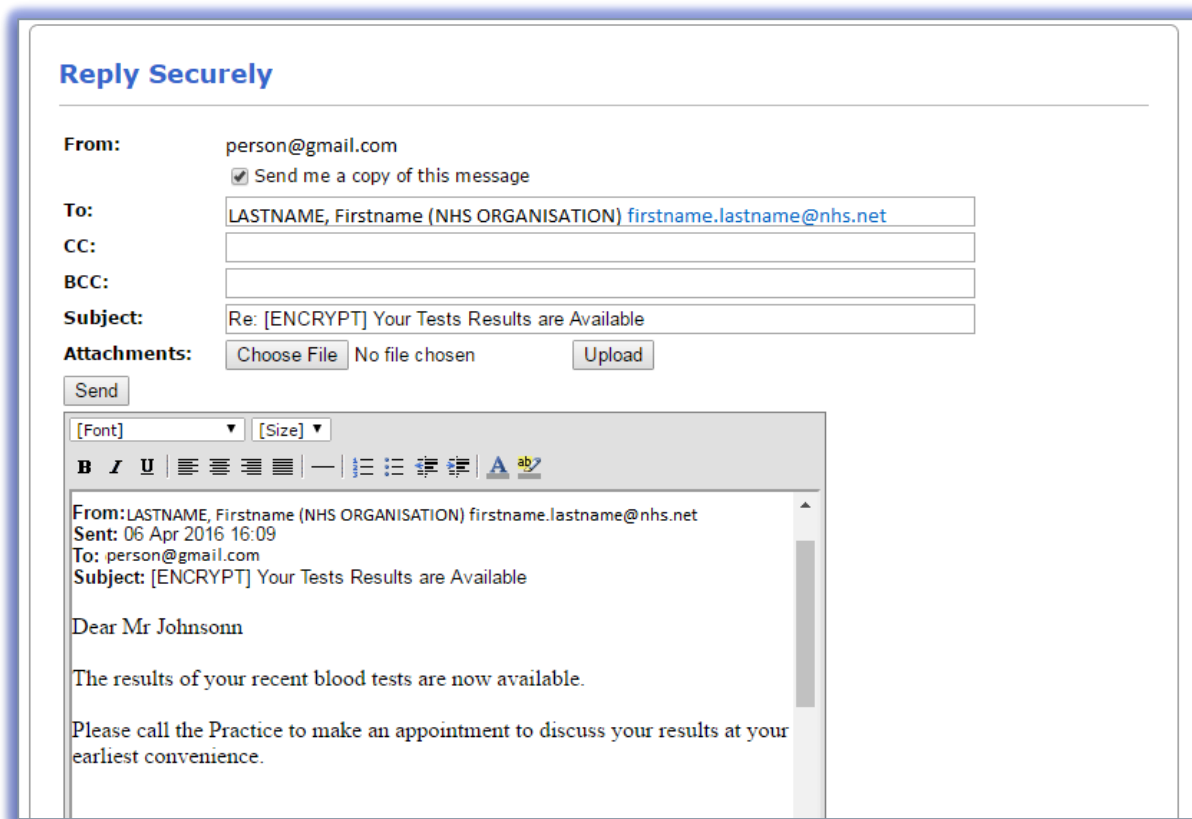 Reply Securely
From: person@gmail.com
Send me a copy of this message
To: LASTNAME, Firstname (NHS ORGANISATION) firstname.lastname@nhs.net
CC:
BCC:
Subject: Re: [ENCRYPT] Your Tests Results are Available
Attachments: Choose File No file chosen Upload
Send
[Font] [Size]
B I U A ab
From: LASTNAME, Firstname (NHS ORGANISATION) firstname.lastname@nhs.net
Sent: 06 Apr 2016 16:09
To: person@gmail.com
Subject: [ENCRYPT] Your Tests Results are Available
Dear Mr Johnsonn
The results of your recent blood tests are now available.
Please call the Practice to make an appointment to discuss your results at your
earliest convenience.